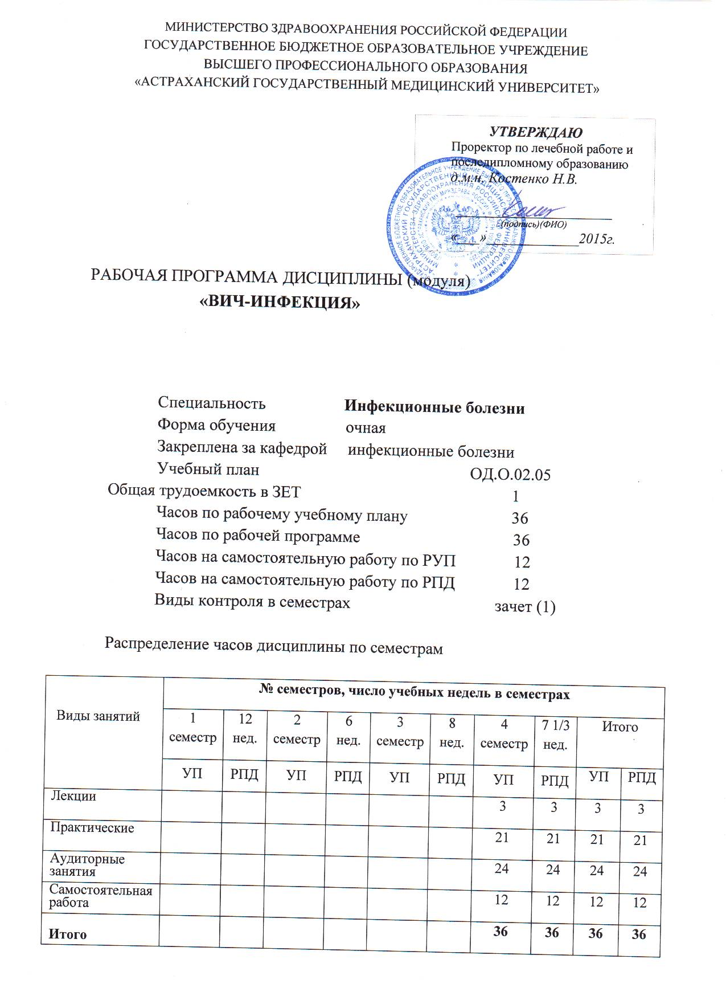 МИНИСТЕРСТВО ЗДРАВООХРАНЕНИЯ РОССИЙСКОЙ ФЕДЕРАЦИИ
ГОСУДАРСТВЕННОЕ БЮДЖЕТНОЕ ОБРАЗОВАТЕЛЬНОЕ УЧРЕЖДЕНИЕ
ВЫСШЕГО ПРОФЕССИОНАЛЬНОГО ОБРАЗОВАНИЯ
«АСТРАХАНСКИЙ ГОСУДАРСТВЕННЫЙ МЕДИЦИНСКИЙ УНИВЕРСИТЕТ»
УТВЕРЖДАЮ
Проректор по лечебной работе и
последипломному образованию
д.м.н. Костенко Н.В.
(подпись)(ФИО)
«___»____________2015г.
РАБОЧАЯ ПРОГРАММА ДИСЦИПЛИНЫ (модуля)
«ВИЧ-ИНФЕКЦИЯ»
Специальность Инфекционные болезни
Форма обучения очная
Закреплена за кафедрой инфекционные болезни
Учебный план ОД.О.02.05
Общая трудоемкость в ЗЕТ 1
Часов по рабочему учебному плану 36
Часов по рабочей программе 36
Часов на самостоятельную работу по РУП 12
Часов на самостоятельную работу по РПД 12
Виды контроля в семестрах зачет (1)
Распределение часов дисциплины по семестрам
№ семестров, число учебных недель в семестрах
Виды занятий
1 12 2 6 3 8 4 7 1/3 Итого
семестр нед. семестр нед. семестр нед. семестр нед.
УП РПД УП РПД УП РПД УП РПД УП РПД
Лекции 3 3 3 3
Практические 21 21 21 21
Аудиторные
занятия 24 24 24 24
Самостоятельная
работа 12 12 12 12
Итого 36 36 36 36